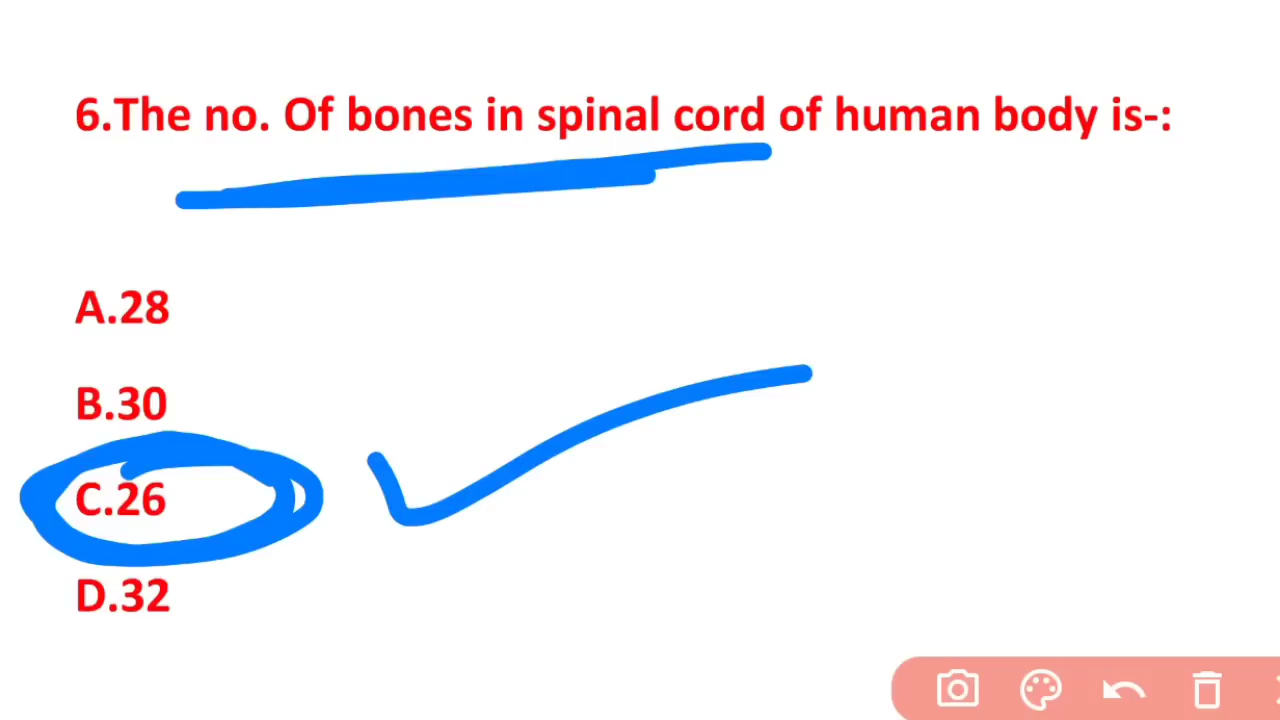 6.The no. Of bones in spinal cord of human body is-:
A.28
B.30
C.26
D.32